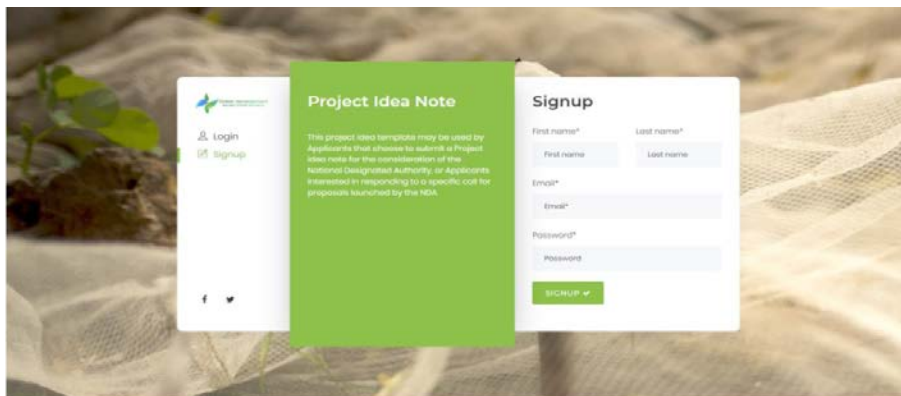 Login
Signup
Project Idea Note
This project idea template may be used by
Applicants that choose to submit a Project
idea note for the consideration of the
National Designated Authority, or Applicants
interested in responding to a specific call for
proposals launched by the NDA
Signup
First name* Last name*
First name Last name
Email*
Email*
Password*
Password
SIGNUP